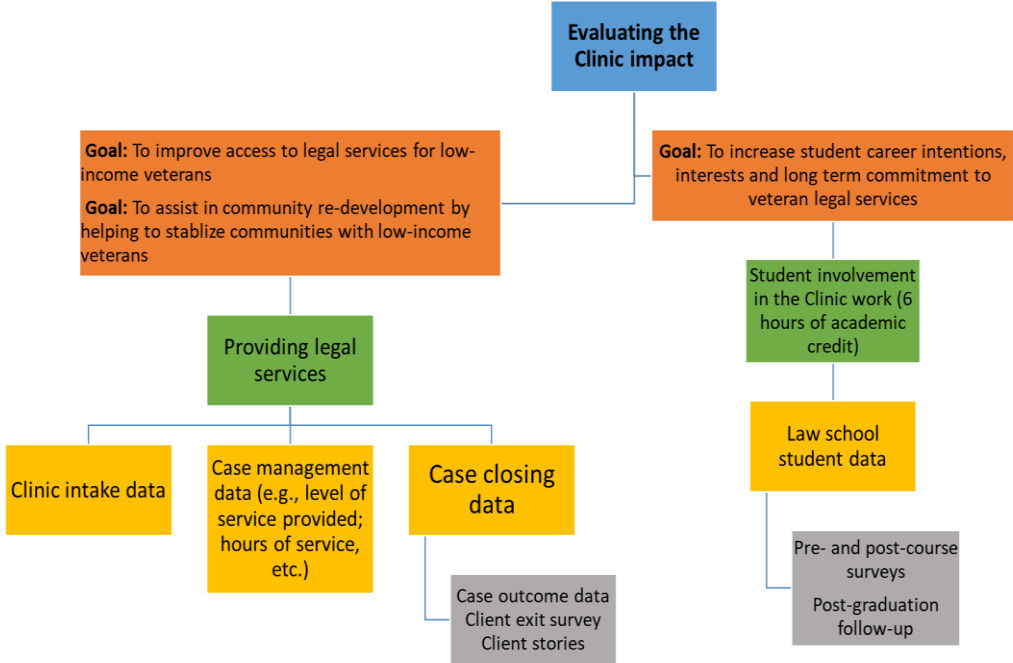 Evaluating the
Clinic impact
Goal: To improve access to legal services for low-
income veterans
Goal: To assist in community re-development by
helping to stablize communities with low-income
veterans
Goal: To increase student career intentions,
interests and long term commitment to
veteran legal services
Providing legal
services
Student involvement
in the Clinic work (6
hours of academic
credit)
Clinic intake data
Case management
data (e.g., level of
service provided;
hours of service,
etc.)
Case closing
data
Law school
student data
Case outcome data
Client exit survey
Client stories
Pre- and post-course
surveys
Post-graduation
follow-up